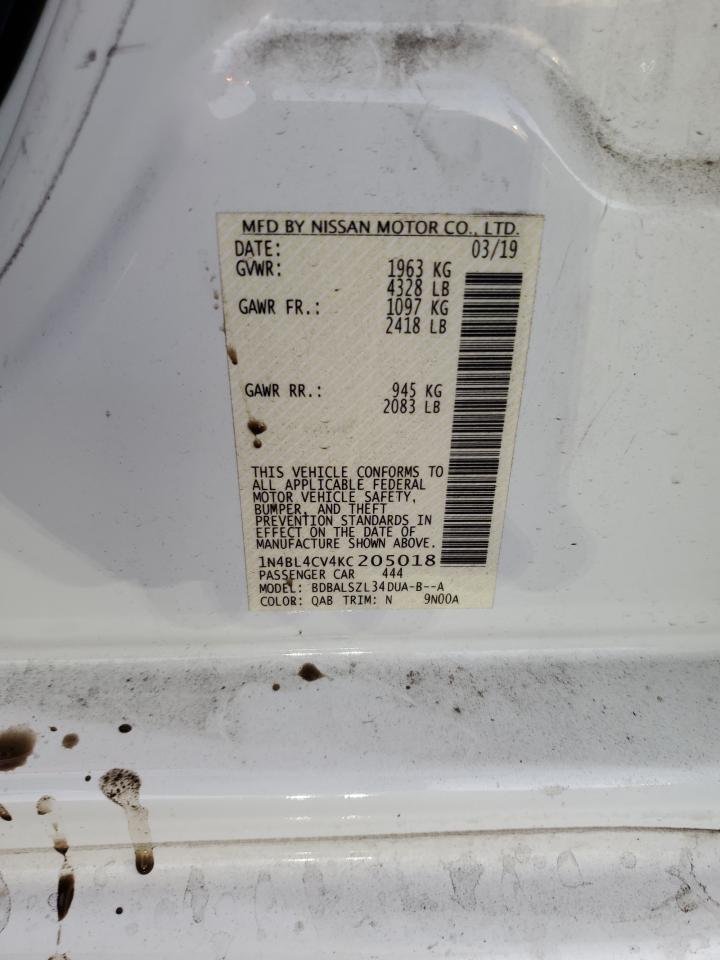 MFD BY NISSAN MOTOR CO., LTD.
DATE: 03/19
GVWR: 1963 KG
4328 LB
GAWR FR.: 1097 KG
2418 LB
GAWR RR.: 945 KG
2083 LB
THIS VEHICLE CONFORMS TO
ALL APPLICABLE FEDERAL
MOTOR VEHICLE SAFETY,
BUMPER, AND THEFT
PREVENTION STANDARDS IN
EFFECT ON THE DATE OF
MANUFACTURE SHOWN ABOVE.
1N4BL4CV4KC205018
PASSENGER CAR 444
MODEL: BDBALSZL34DUA-B--A
COLOR: QAB TRIM: N 9N00A